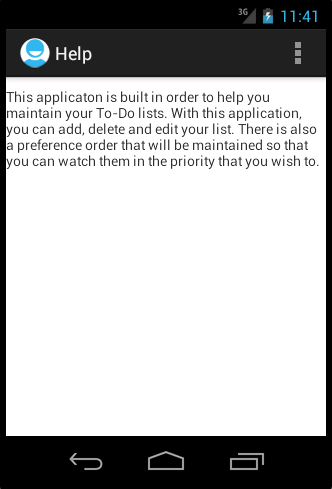 3G 11:41
Help
This applicaton is built in order to help you
maintain your To-Do lists. With this application,
you can add, delete and edit your list. There is also
a preference order that will be maintained so that
you can watch them in the priority that you wish to.